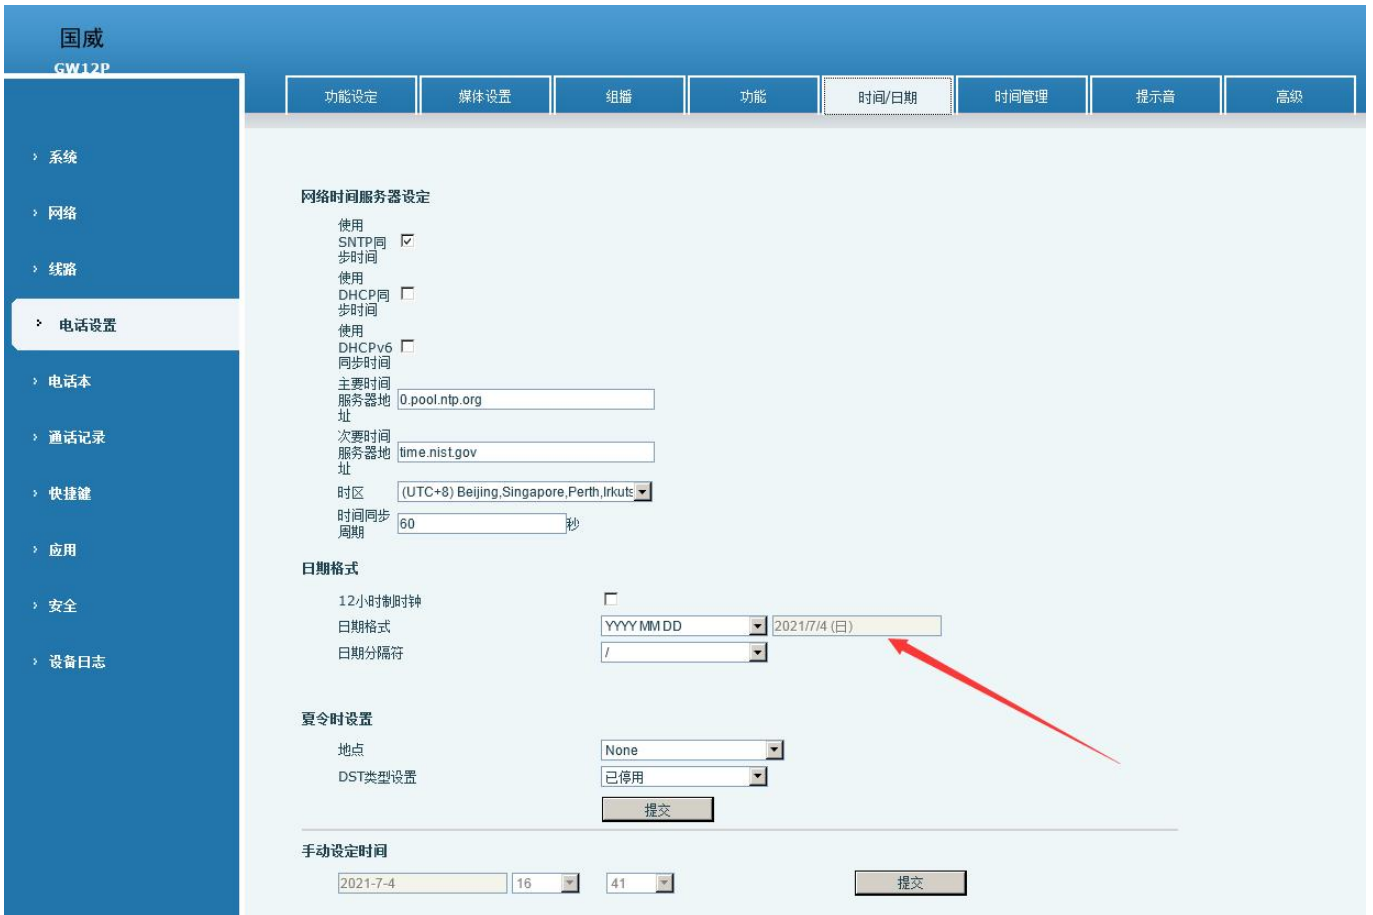 国威
GW12P
功能设定 媒体设置 组播 功能 时间/日期 时间管理 提示音 高级
› 系统
› 网络
› 线路
› 电话设置
› 电话本
› 通话记录
› 快捷键
› 应用
› 安全
› 设备日志
网络时间服务器设定
使用
SNTP同
步时间
使用
DHCP同
步时间
使用
DHCPv6
同步时间
主要时间
服务器地 0.pool.ntp.org
址
次要时间
服务器地 time.nist.gov
址
时区 (UTC+8) Beijing,Singapore,Perth,Irkuts
时间同步
周期 60 秒
日期格式
12小时制时钟
日期格式 YYYY MM DD 2021/7/4 (日)
日期分隔符 /
夏令时设置
地点 None
DST类型设置 已停用
提交
手动设定时间
2021-7-4 16 41 提交